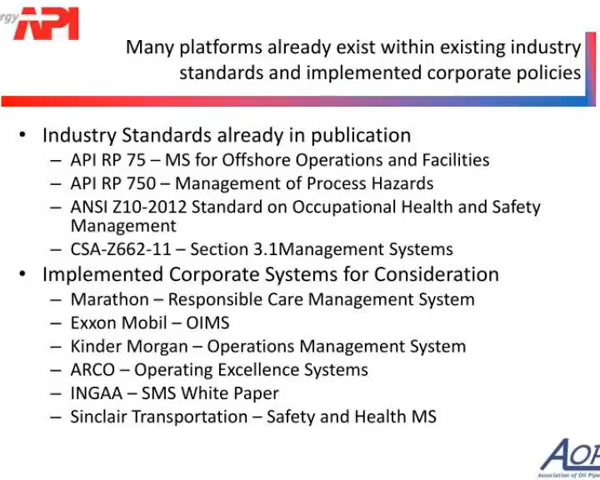 API
Many platforms already exist within existing industry
standards and implemented corporate policies
• Industry Standards already in publication
– API RP 75 – MS for Offshore Operations and Facilities
– API RP 750 – Management of Process Hazards
– ANSI Z10-2012 Standard on Occupational Health and Safety
Management
– CSA-Z662-11 – Section 3.1Management Systems
• Implemented Corporate Systems for Consideration
– Marathon – Responsible Care Management System
– Exxon Mobil – OIMS
– Kinder Morgan – Operations Management System
– ARCO – Operating Excellence Systems
– INGAA – SMS White Paper
– Sinclair Transportation – Safety and Health MS
AOP
Association of Oil Pipe